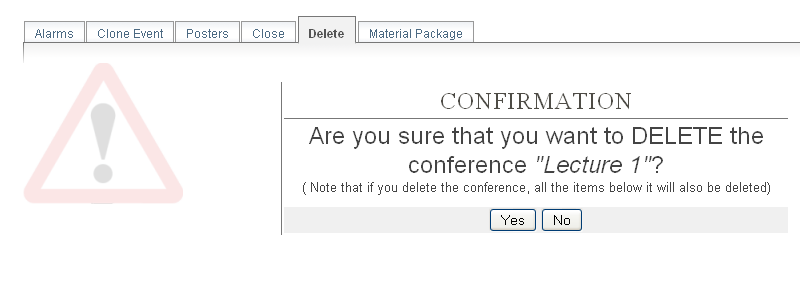 Alarms Clone Event Posters Close Delete Material Package
CONFIRMATION
Are you sure that you want to DELETE the
conference "Lecture 1"?
( Note that if you delete the conference, all the items below it will also be deleted)
Yes No